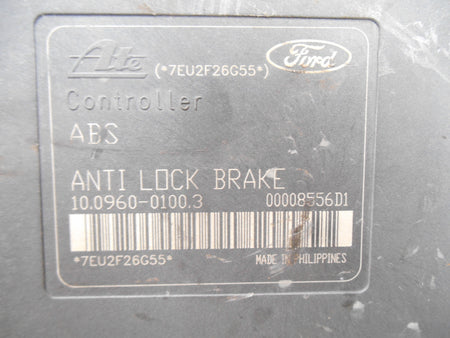 Ate (*7EU2F26G55*) Ford
Controller
ABS
ANTI LOCK BRAKE
10.0960-0100.3 00008556D1
*7EU2F26G55* MADE IN PHILIPPINES